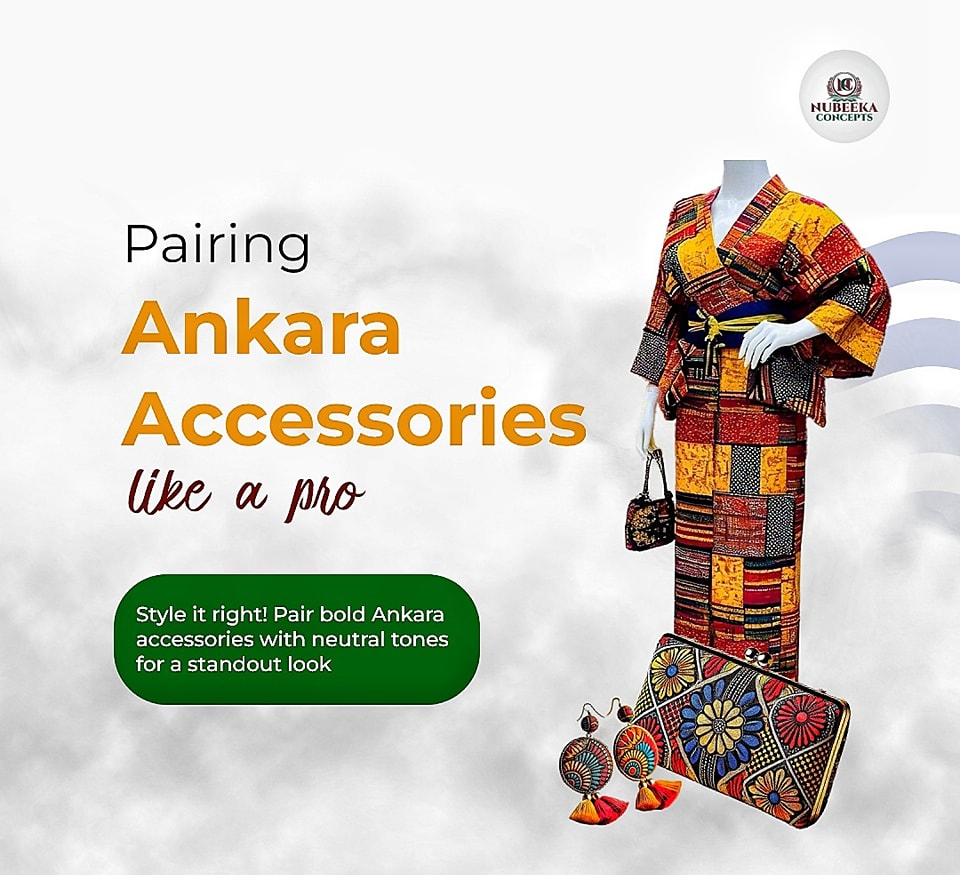 NUBEEKA
CONCEPTS
Pairing
Ankara
Accessories
like a pro
Style it right! Pair bold Ankara
accessories with neutral tones
for a standout look